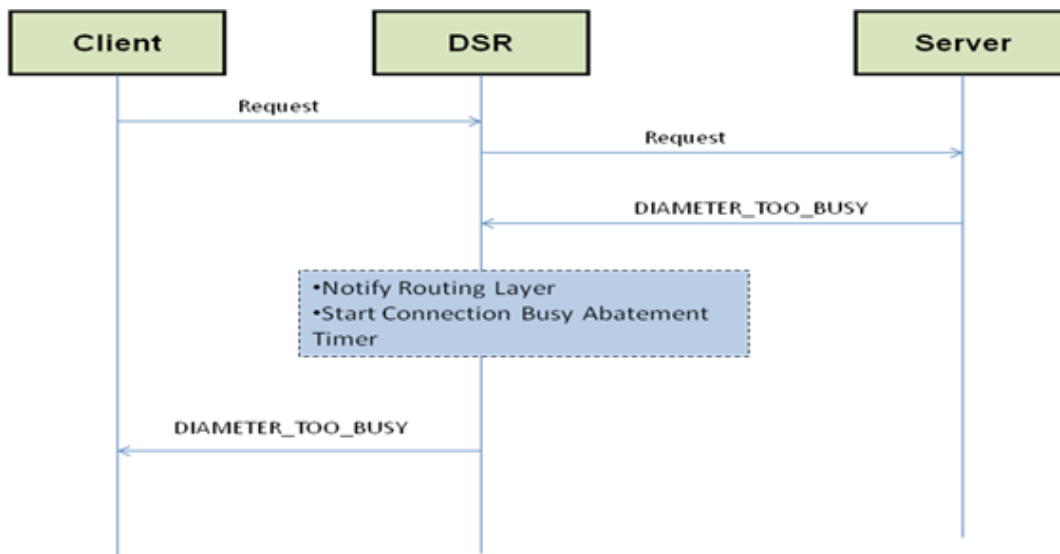 Client
DSR
Server
Request
Request
DIAMETER_TOO_BUSY
•Notify Routing Layer
•Start Connection Busy Abatement
Timer
DIAMETER_TOO_BUSY